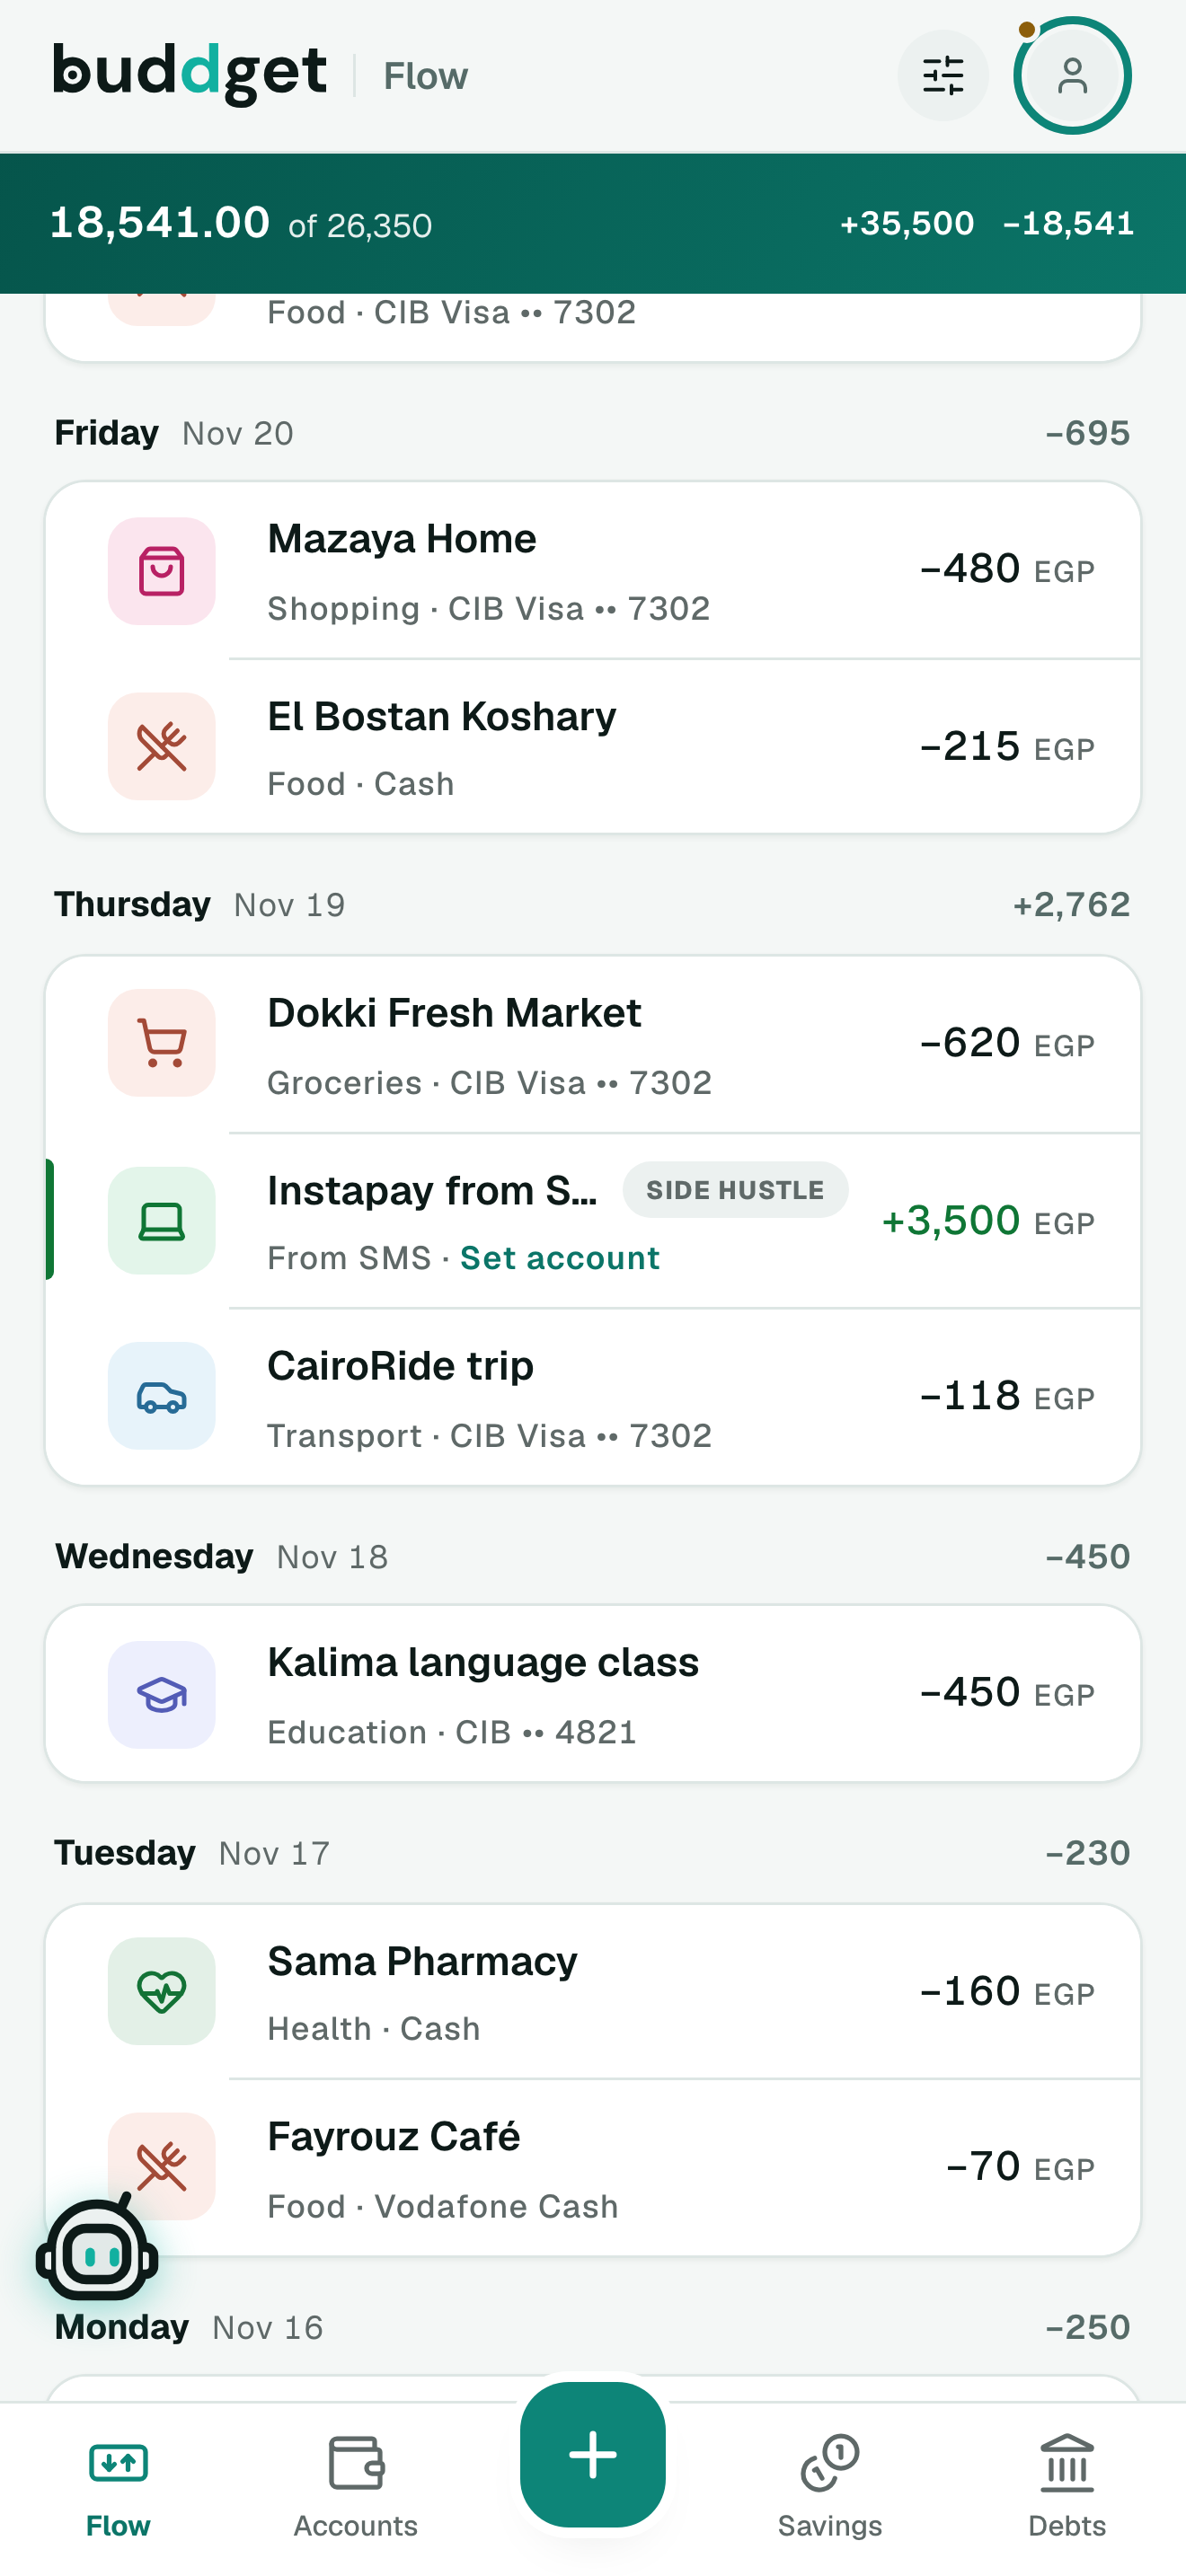 buddget | Flow
18,541.00 of 26,350 +35,500 −18,541
Food · CIB Visa •• 7302
Friday Nov 20 −695
Mazaya Home
−480 EGP
Shopping · CIB Visa •• 7302
El Bostan Koshary
−215 EGP
Food · Cash
Thursday Nov 19 +2,762
Dokki Fresh Market
−620 EGP
Groceries · CIB Visa •• 7302
Instapay from S... SIDE HUSTLE
+3,500 EGP
From SMS · Set account
CairoRide trip
−118 EGP
Transport · CIB Visa •• 7302
Wednesday Nov 18 −450
Kalima language class
−450 EGP
Education · CIB •• 4821
Tuesday Nov 17 −230
Sama Pharmacy
−160 EGP
Health · Cash
Fayrouz Café
−70 EGP
Food · Vodafone Cash
Monday Nov 16 −250
Flow Accounts Savings Debts